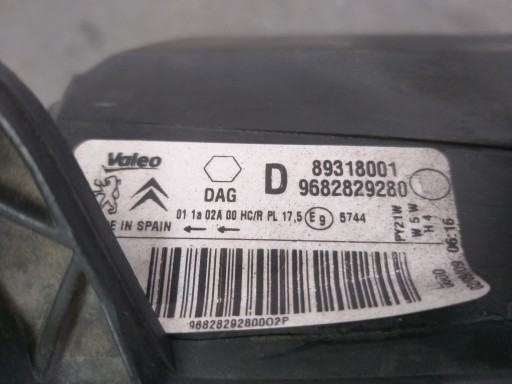 Valeo
DAG
D
89318001
9682829280
01 1a 02A 00 HC/R PL 17,5 E9 5744
IN SPAIN
PY21W
W5W
H4
06:16
9682829280002P